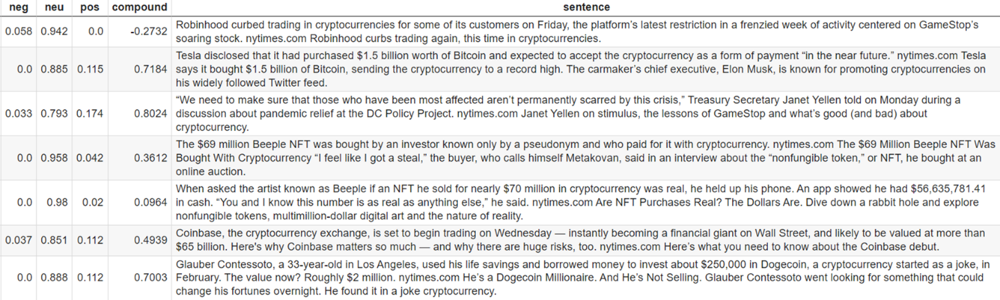 neg neu pos compound sentence
0.058 0.942 0.0 -0.2732 Robinhood curbed trading in cryptocurrencies for some of its customers on Friday, the platform’s latest restriction in a frenzied week of activity centered on GameStop’s
soaring stock. nytimes.com Robinhood curbs trading again, this time in cryptocurrencies.
Tesla disclosed that it had purchased $1.5 billion worth of Bitcoin and expected to accept the cryptocurrency as a form of payment “in the near future.” nytimes.com Tesla
0.0 0.885 0.115 0.7184 says it bought $1.5 billion of Bitcoin, sending the cryptocurrency to a record high. The carmaker’s chief executive, Elon Musk, is known for promoting cryptocurrencies on
his widely followed Twitter feed.
“We need to make sure that those who have been most affected aren’t permanently scarred by this crisis,” Treasury Secretary Janet Yellen told on Monday during a
0.033 0.793 0.174 0.8024 discussion about pandemic relief at the DC Policy Project. nytimes.com Janet Yellen on stimulus, the lessons of GameStop and what’s good (and bad) about
cryptocurrency.
The $69 million Beeple NFT was bought by an investor known only by a pseudonym and who paid for it with cryptocurrency. nytimes.com The $69 Million Beeple NFT Was
0.0 0.958 0.042 0.3612 Bought With Cryptocurrency “I feel like I got a steal,” the buyer, who calls himself Metakovan, said in an interview about the “nonfungible token,” or NFT, he bought at an
online auction.
When asked the artist known as Beeple if an NFT he sold for nearly $70 million in cryptocurrency was real, he held up his phone. An app showed he had $56,635,781.41
0.0 0.98 0.02 0.0964 in cash. “You and I know this number is as real as anything else,” he said. nytimes.com Are NFT Purchases Real? The Dollars Are. Dive down a rabbit hole and explore
nonfungible tokens, multimillion-dollar digital art and the nature of reality.
0.037 0.851 0.112 0.4939 Coinbase, the cryptocurrency exchange, is set to begin trading on Wednesday — instantly becoming a financial giant on Wall Street, and likely to be valued at more than
$65 billion. Here's why Coinbase matters so much — and why there are huge risks, too. nytimes.com Here’s what you need to know about the Coinbase debut.
Glauber Contessoto, a 33-year-old in Los Angeles, used his life savings and borrowed money to invest about $250,000 in Dogecoin, a cryptocurrency started as a joke, in
0.0 0.888 0.112 0.7003 February. The value now? Roughly $2 million. nytimes.com He’s a Dogecoin Millionaire. And He’s Not Selling. Glauber Contessoto went looking for something that could
change his fortunes overnight. He found it in a joke cryptocurrency.